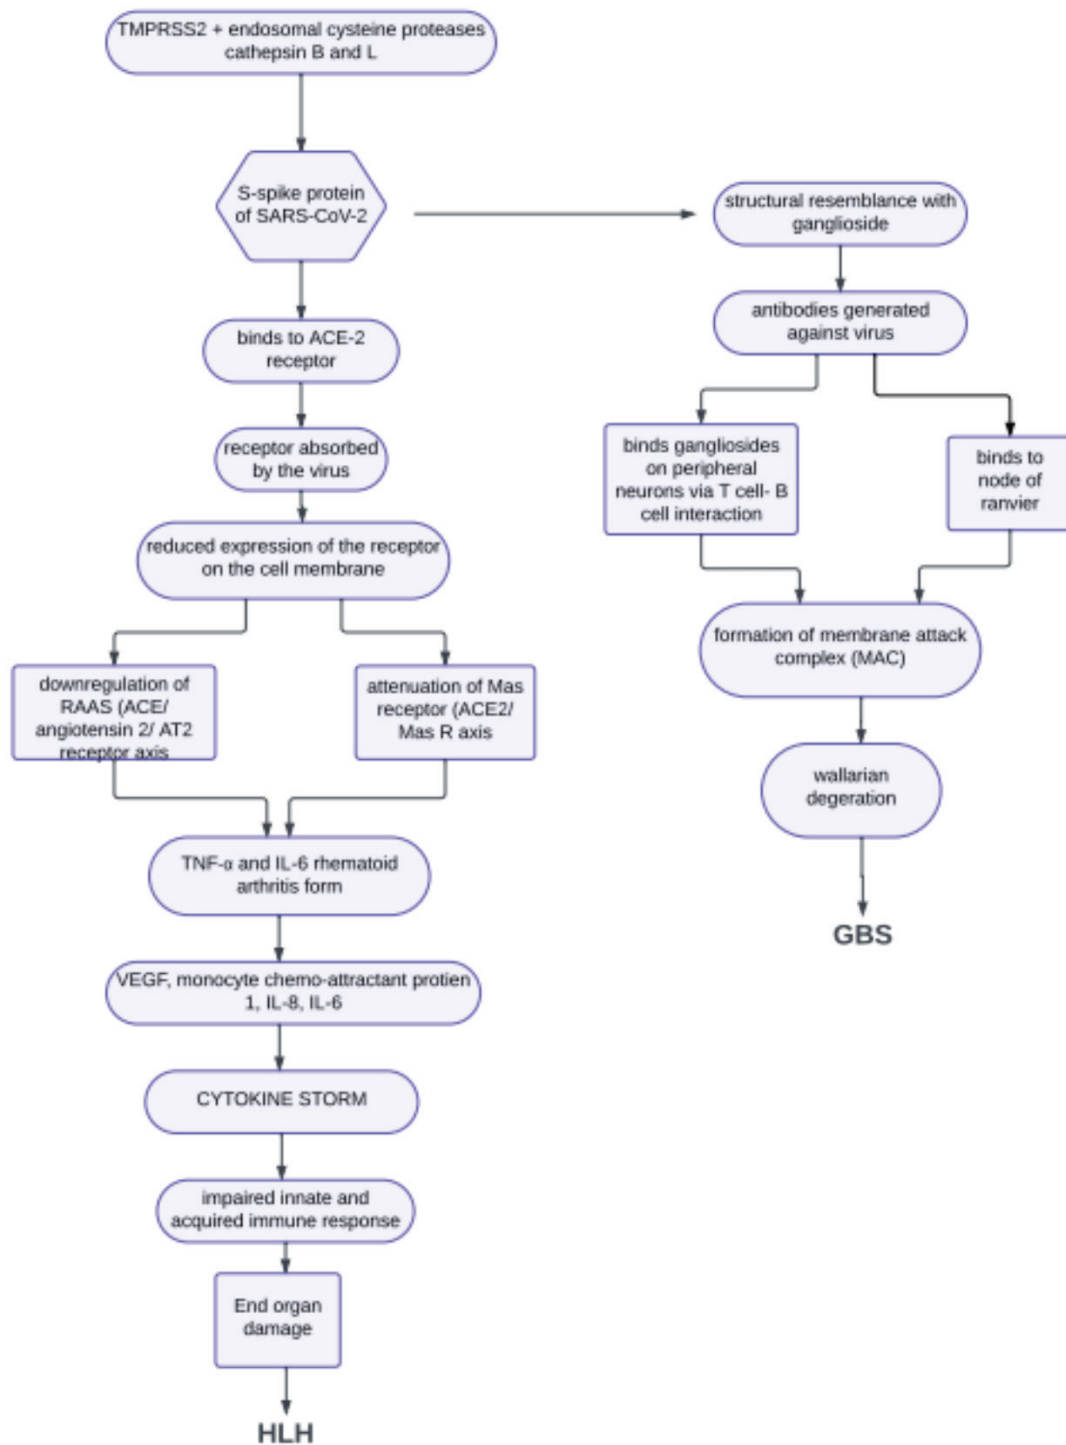 TMPRSS2 + endosomal cysteine proteases
cathepsin B and L
S-spike protein
of SARS-CoV-2
binds to ACE-2
receptor
receptor absorbed
by the virus
reduced expression of the receptor
on the cell membrane
downregulation of
RAAS (ACE/
angiotensin 2/ AT2
receptor axis
attenuation of Mas
receptor (ACE2/
Mas R axis
TNF-α and IL-6 rhematoid
arthritis form
VEGF, monocyte chemo-attractant protien
1, IL-8, IL-6
CYTOKINE STORM
impaired innate and
acquired immune response
End organ
damage
HLH
structural resemblance with
ganglioside
antibodies generated
against virus
binds gangliosides
on peripheral
neurons via T cell- B
cell interaction
binds to
node of
ranvier
formation of membrane attack
complex (MAC)
wallarian
degeration
GBS